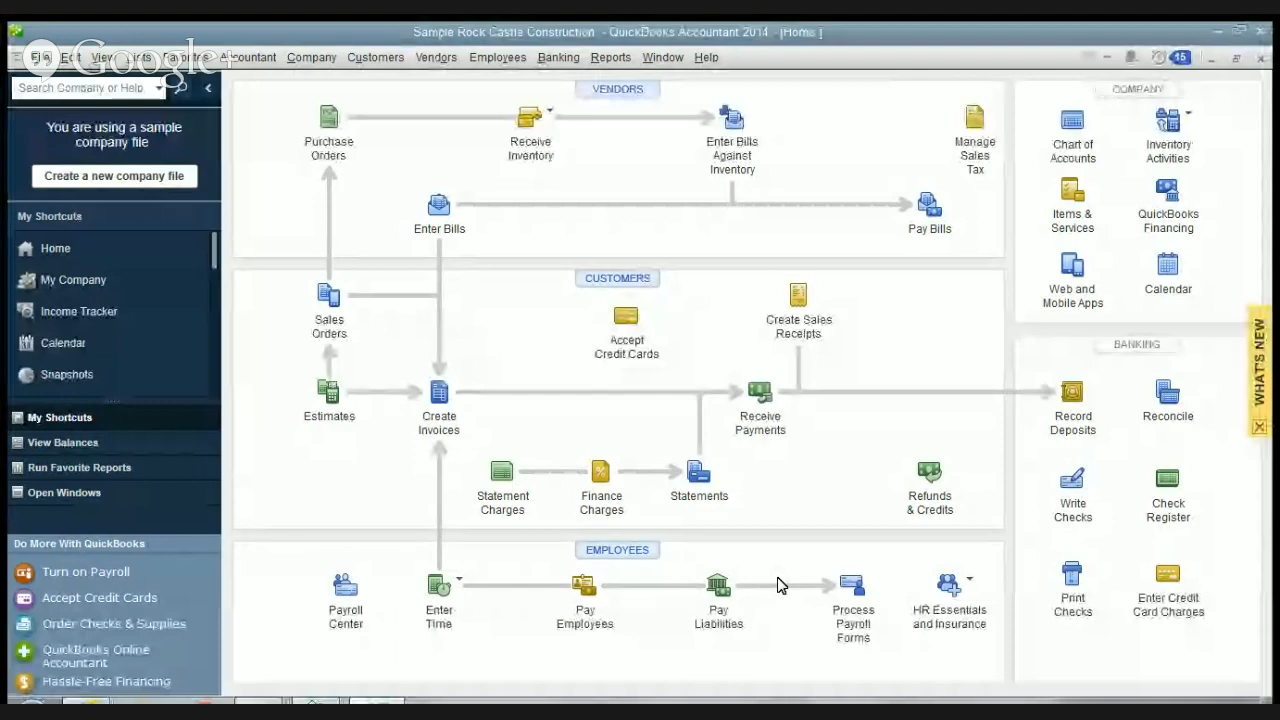 Sample Rock Castle Construction - QuickBooks Accountant 2014 - [Home ]
Google+
File Edit View Lists Favorites Accountant Company Customers Vendors Employees Banking Reports Window Help
15
Search Company or Help
You are using a sample
company file
Create a new company file
My Shortcuts
Home
My Company
Income Tracker
Calendar
Snapshots
My Shortcuts
View Balances
Run Favorite Reports
Open Windows
Do More With QuickBooks
Turn on Payroll
Accept Credit Cards
Order Checks & Supplies
QuickBooks Online
Accountant
Hassle-Free Financing
VENDORS
Purchase
Orders
Receive
Inventory
Enter Bills
Against
Inventory
Manage
Sales
Tax
Enter Bills
Pay Bills
CUSTOMERS
Sales
Orders
Accept
Credit Cards
Create Sales
Receipts
Estimates
Create
Invoices
Receive
Payments
Statement
Charges
Finance
Charges
Statements
Refunds
& Credits
EMPLOYEES
Payroll
Center
Enter
Time
Pay
Employees
Pay
Liabilities
Process
Payroll
Forms
HR Essentials
and Insurance
COMPANY
Chart of
Accounts
Inventory
Activities
Items &
Services
QuickBooks
Financing
Web and
Mobile Apps
Calendar
BANKING
Record
Deposits
Reconcile
Write
Checks
Check
Register
Print
Checks
Enter Credit
Card Charges
WHAT'S NEW